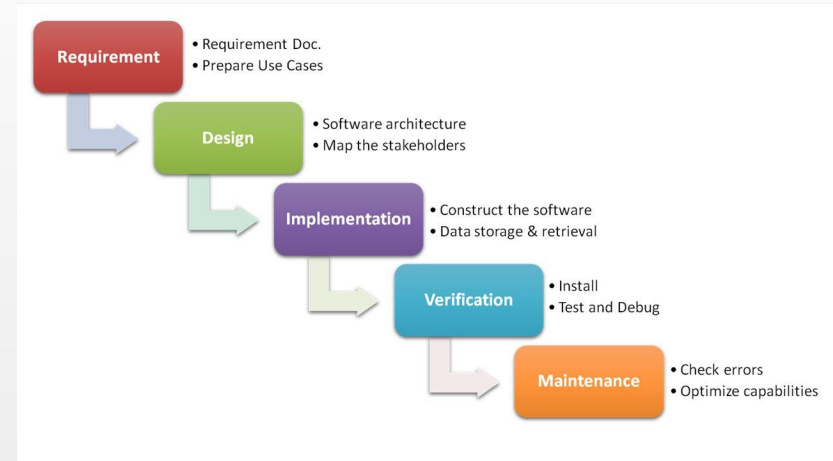 Requirement
• Requirement Doc.
• Prepare Use Cases
Design
• Software architecture
• Map the stakeholders
Implementation
• Construct the software
• Data storage & retrieval
Verification
• Install
• Test and Debug
Maintenance
• Check errors
• Optimize capabilities